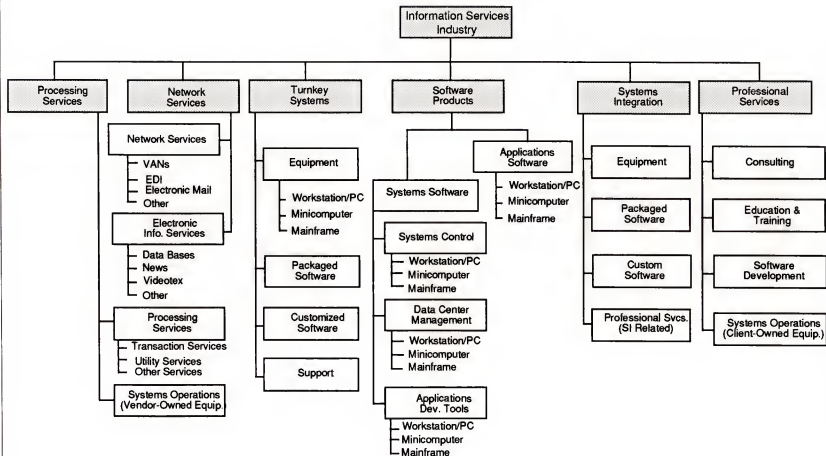 Information Services
Industry
Processing
Services
Network
Services
Turnkey
Systems
Software
Products
Systems
Integration
Professional
Services
Network Services
VANs
EDI
Electronic Mail
Other
Electronic
Info. Services
Data Bases
News
Videotex
Other
Processing
Services
Transaction Services
Utility Services
Other Services
Systems Operations
(Vendor-Owned Equip.)
Equipment
Workstation/PC
Minicomputer
Mainframe
Packaged
Software
Customized
Software
Support
Systems Software
Systems Control
Workstation/PC
Minicomputer
Mainframe
Data Center
Management
Workstation/PC
Minicomputer
Mainframe
Applications
Dev. Tools
Workstation/PC
Minicomputer
Mainframe
Applications
Software
Workstation/PC
Minicomputer
Mainframe
Equipment
Packaged
Software
Custom
Software
Professional Svcs.
(SI Related)
Consulting
Education &
Training
Software
Development
Systems Operations
(Client-Owned Equip.)